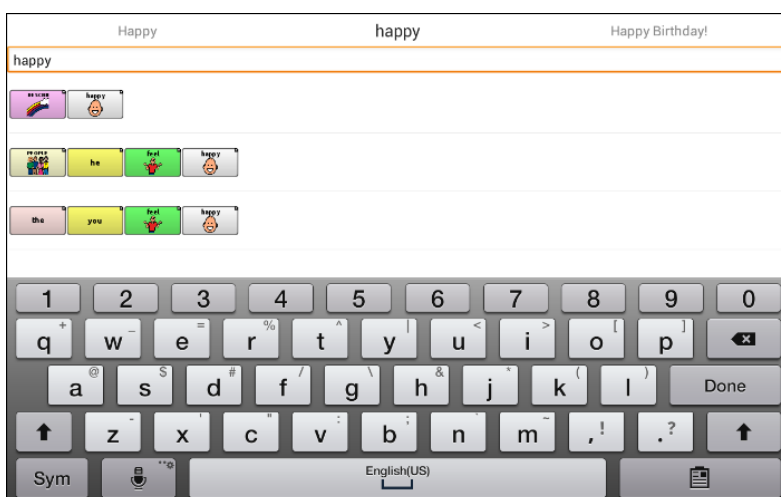 Happy happy Happy Birthday!
happy
DESCRIBE happy
PEOPLE he feel happy
the you feel happy
1 2 3 4 5 6 7 8 9 0
q + w _ e = r % t ^ y | u < i > o [ p ]
a @ s $ d # f / g \ h & j * k ( l ) Done
z - x ' c " v : b ; n ' m ~ , ! . ?
Sym English(US)